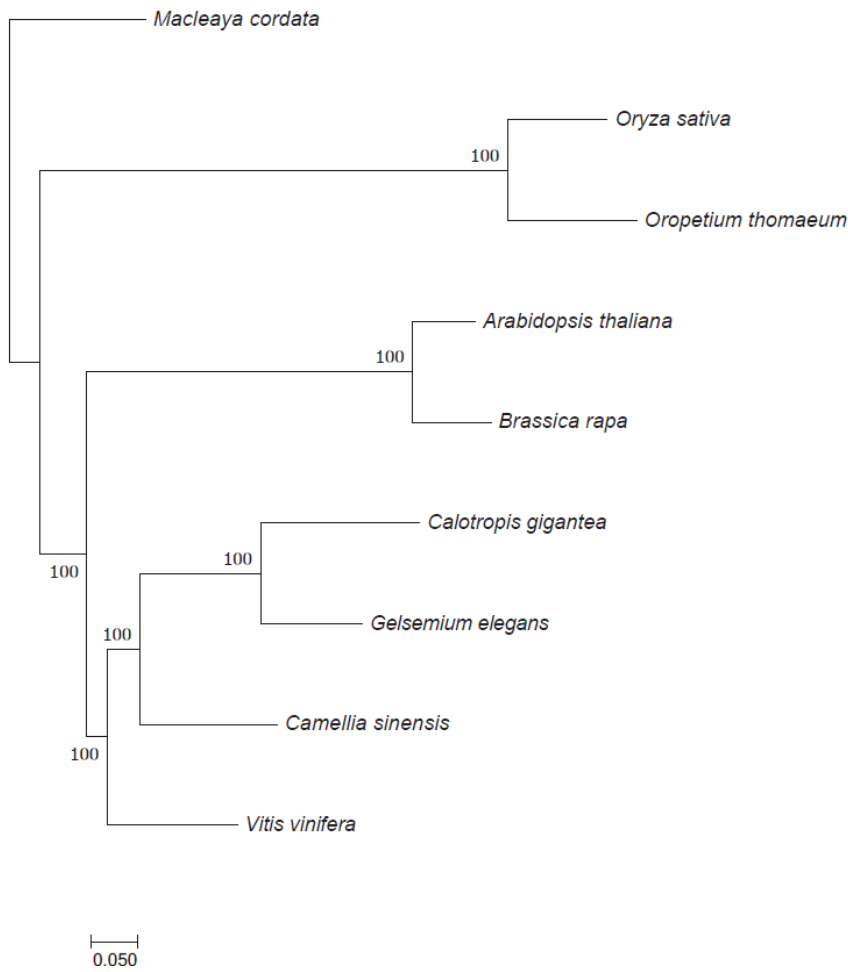 Macleaya cordata
Oryza sativa
100
Oropetium thomaeum
Arabidopsis thaliana
100
Brassica rapa
Calotropis gigantea
100
100
Gelsemium elegans
100
Camellia sinensis
100
Vitis vinifera
0.050